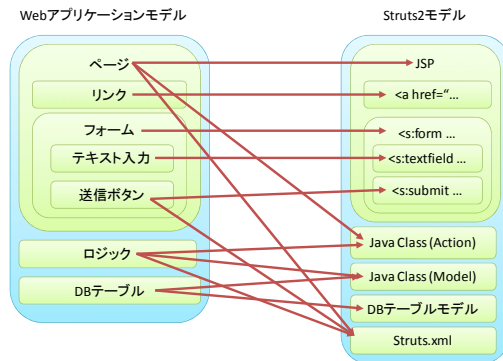 Webアプリケーションモデル
ページ
リンク
フォーム
テキスト入力
送信ボタン
ロジック
DBテーブル
Struts2モデル
JSP
<a href=“...
<s:form ...
<s:textfield ...
<s:submit ...
Java Class(Action)
Java Class(Model)
DBテーブルモデル
Struts.xml